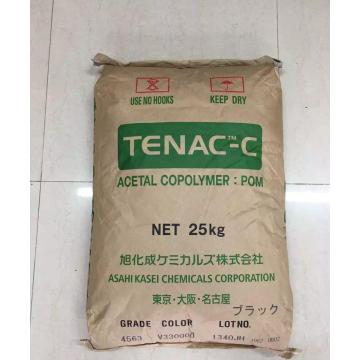 USE NO HOOKS KEEP DRY
TENAC™-C
ACETAL COPOLYMER : POM
NET 25kg
旭化成ケミカルズ株式会社
ASAHI KASEI CHEMICALS CORPORATION
東京・大阪・名古屋
ブラック
GRADE COLOR LOTNO.
4563